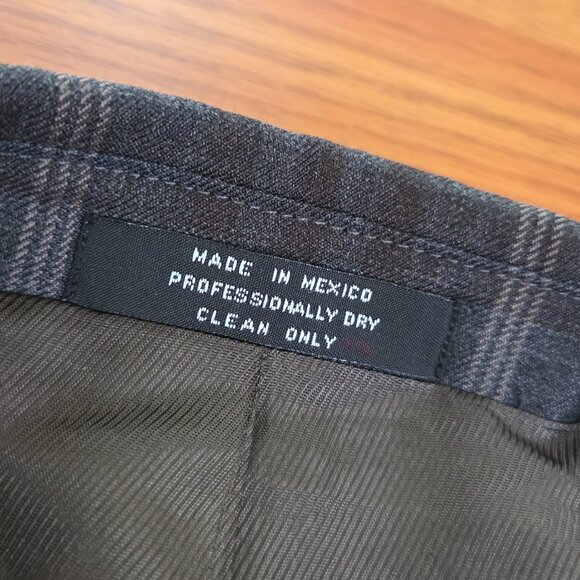 MADE IN MEXICO
PROFESSIONALLY DRY
CLEAN ONLY